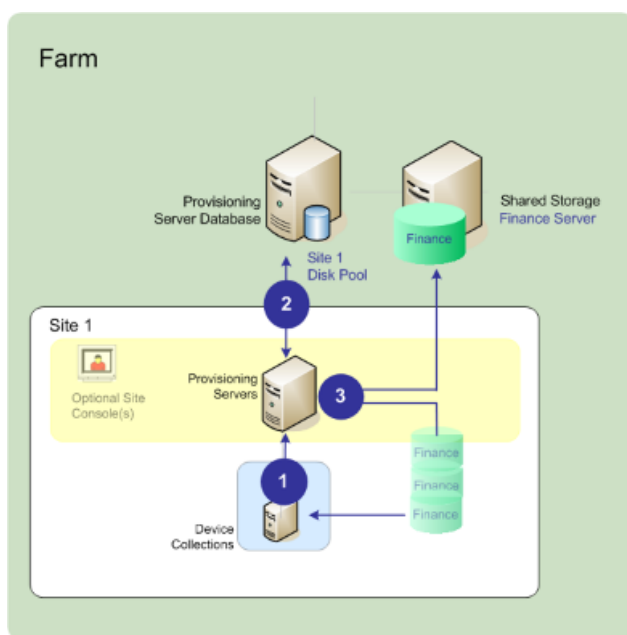 Farm
Provisioning
Server Database
Site 1
Disk Pool
Shared Storage
Finance Server
Finance
2
Site 1
Optional Site
Console(s)
Provisioning
Servers
3
Finance
Finance
Finance
1
Device
Collections